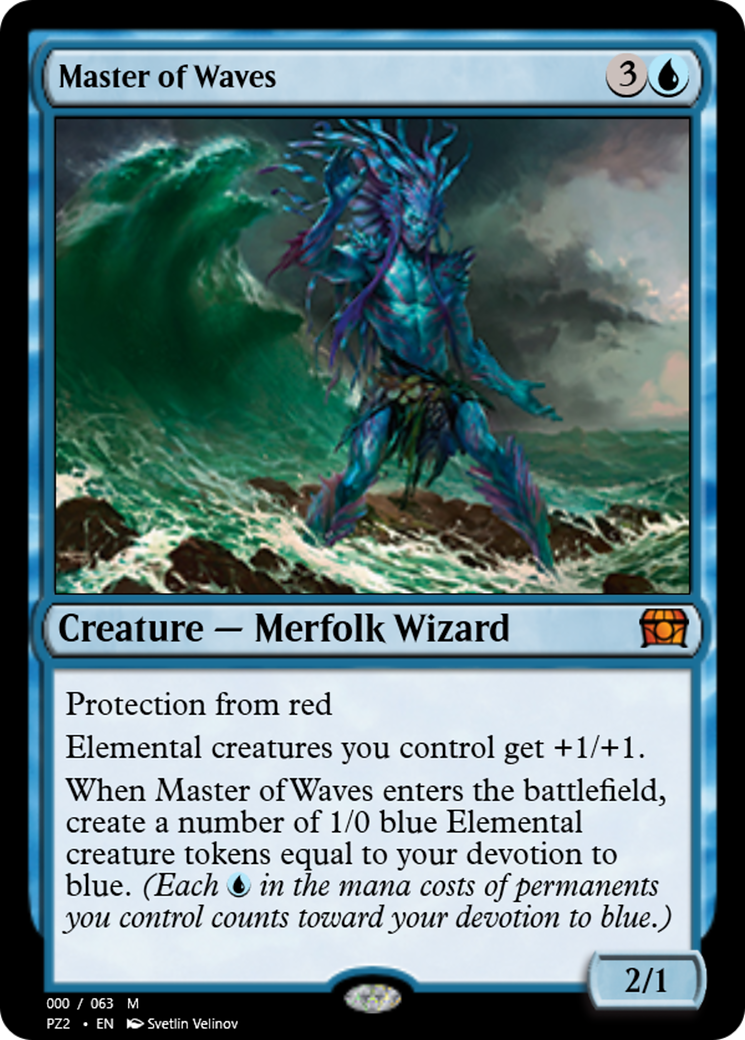 Master of Waves 3
Creature — Merfolk Wizard
Protection from red
Elemental creatures you control get +1/+1.
When Master of Waves enters the battlefield,
create a number of 1/0 blue Elemental
creature tokens equal to your devotion to
blue. (Each in the mana costs of permanents
you control counts toward your devotion to blue.)
2/1
000 / 063 M
PZ2 • EN Svetlin Velinov